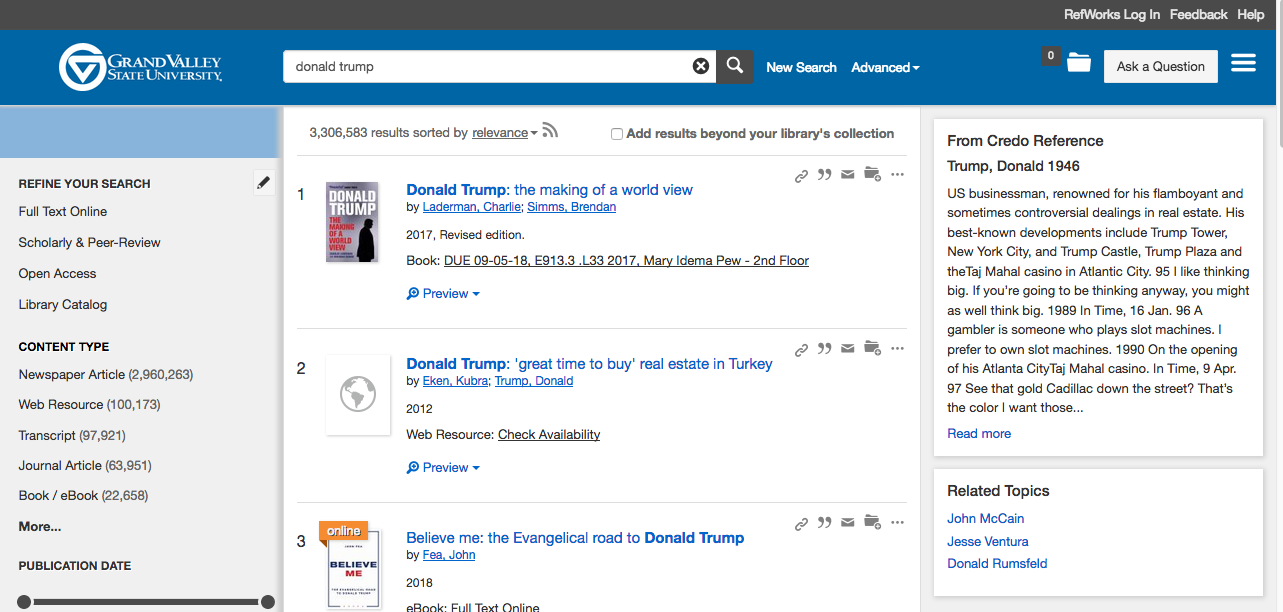 RefWorks Log In Feedback Help
GRANDVALLEY
STATE UNIVERSITY.
donald trump
New Search
Advanced
0
Ask a Question
REFINE YOUR SEARCH
Full Text Online
Scholarly & Peer-Review
Open Access
Library Catalog
CONTENT TYPE
Newspaper Article (2,960,263)
Web Resource (100,173)
Transcript (97,921)
Journal Article (63,951)
Book / eBook (22,658)
More...
PUBLICATION DATE
3,306,583 results sorted by relevance
Add results beyond your library's collection
1
DONALD
TRUMP
THE
MAKING
OF A
WORLD
VIEW
Donald Trump: the making of a world view
by Laderman, Charlie; Simms, Brendan
2017, Revised edition.
Book: DUE 09-05-18, E913.3 .L33 2017, Mary Idema Pew - 2nd Floor
Preview
2
Donald Trump: 'great time to buy' real estate in Turkey
by Eken, Kubra; Trump, Donald
2012
Web Resource: Check Availability
Preview
3
online
JOHN FEA
BELIEVE
ME
THE EVANGELICAL ROAD
TO DONALD TRUMP
Believe me: the Evangelical road to Donald Trump
by Fea, John
2018
eBook: Full Text Online
From Credo Reference
Trump, Donald 1946
US businessman, renowned for his flamboyant and
sometimes controversial dealings in real estate. His
best-known developments include Trump Tower,
New York City, and Trump Castle, Trump Plaza and
theTaj Mahal casino in Atlantic City. 95 I like thinking
big. If you're going to be thinking anyway, you might
as well think big. 1989 In Time, 16 Jan. 96 A
gambler is someone who plays slot machines. I
prefer to own slot machines. 1990 On the opening
of his Atlanta CityTaj Mahal casino. In Time, 9 Apr.
97 See that gold Cadillac down the street? That's
the color I want those...
Read more
Related Topics
John McCain
Jesse Ventura
Donald Rumsfeld